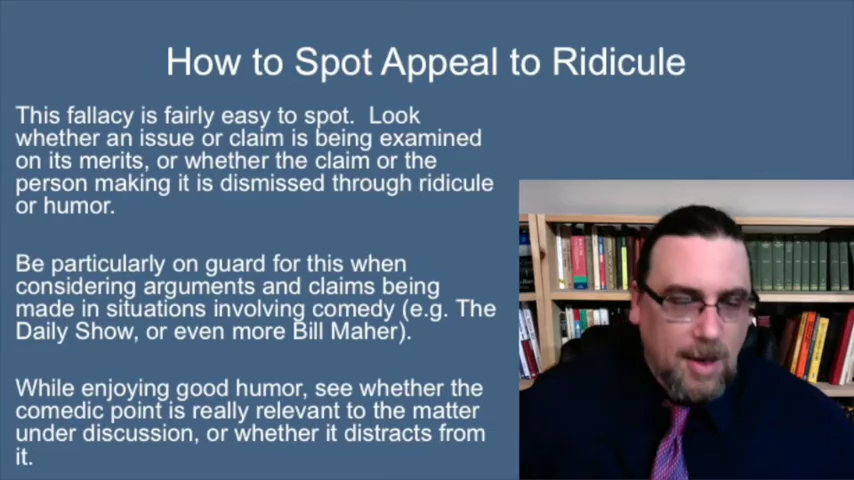 How to Spot Appeal to Ridicule
This fallacy is fairly easy to spot.  Look
whether an issue or claim is being examined
on its merits, or whether the claim or the
person making it is dismissed through ridicule
or humor.
Be particularly on guard for this when
considering arguments and claims being
made in situations involving comedy (e.g. The
Daily Show, or even more Bill Maher).
While enjoying good humor, see whether the
comedic point is really relevant to the matter
under discussion, or whether it distracts from
it.